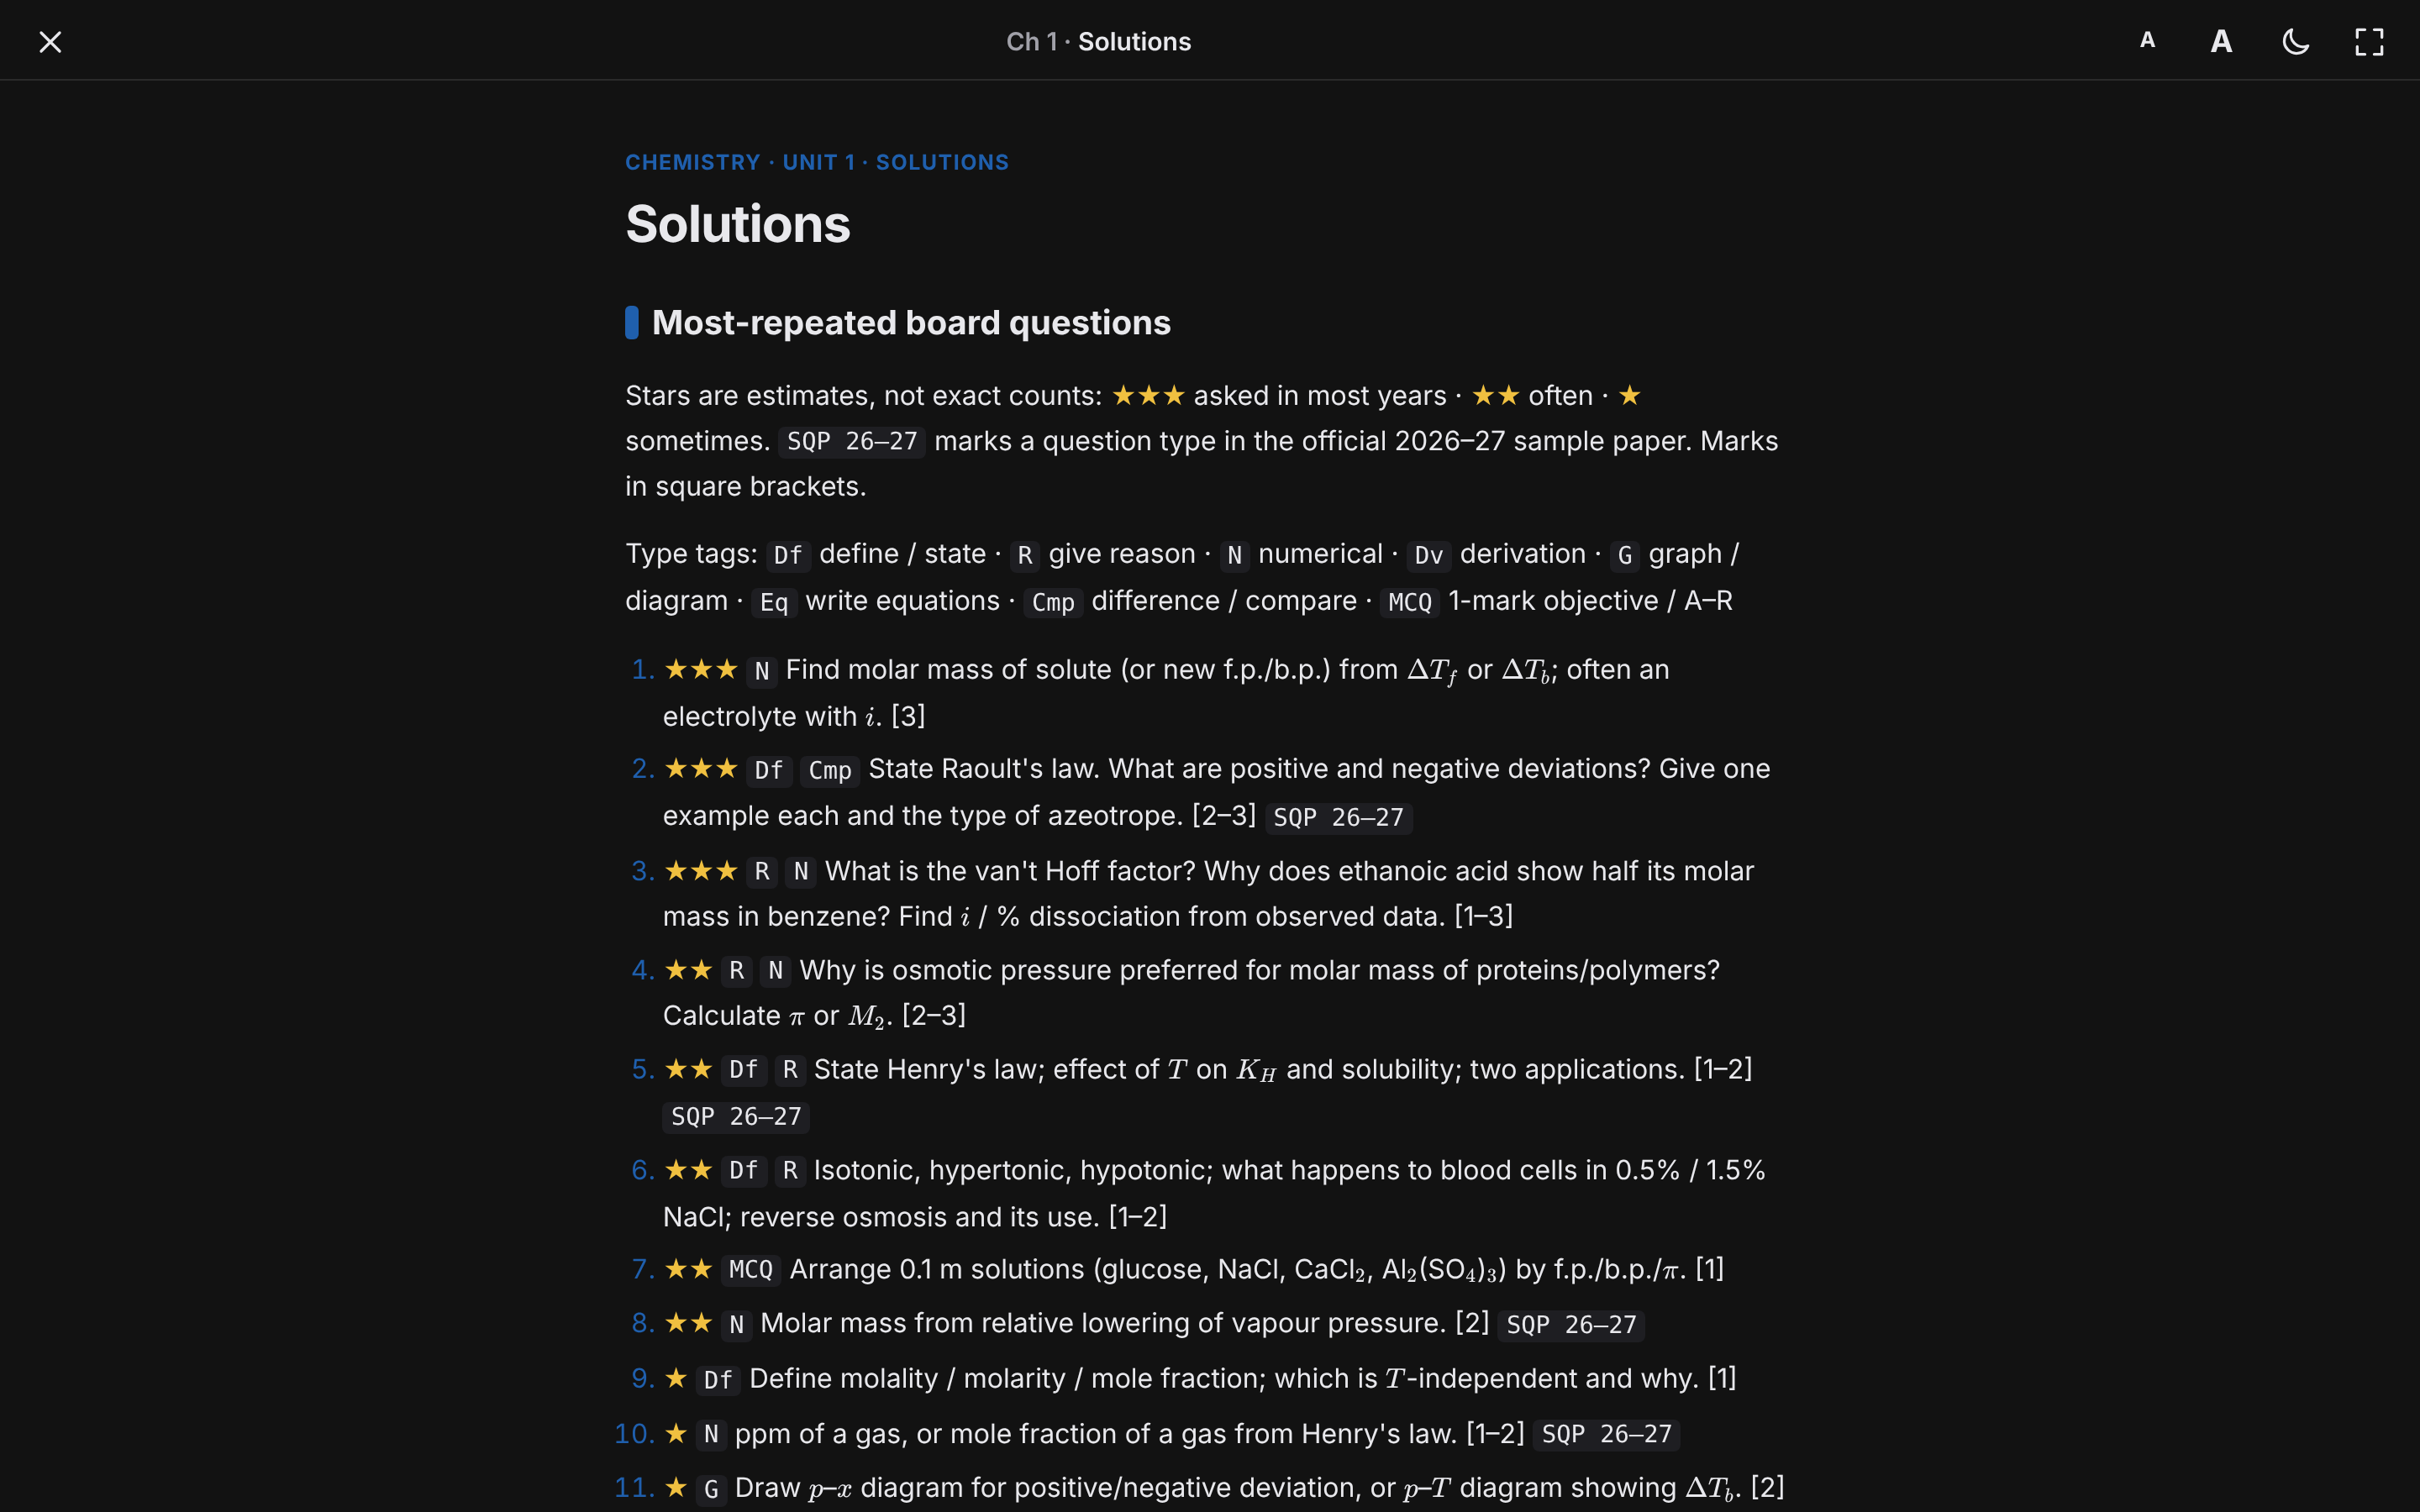 Ch 1 · Solutions
A A
CHEMISTRY · UNIT 1 · SOLUTIONS
Solutions
Most-repeated board questions
Stars are estimates, not exact counts: ★★★ asked in most years · ★★ often · ★
sometimes. SQP 26–27 marks a question type in the official 2026–27 sample paper. Marks
in square brackets.
Type tags: Df define / state · R give reason · N numerical · Dv derivation · G graph /
diagram · Eq write equations · Cmp difference / compare · MCQ 1-mark objective / A–R
1. ★★★ N Find molar mass of solute (or new f.p./b.p.) from ΔT_f or ΔT_b; often an
electrolyte with i. [3]
2. ★★★ Df Cmp State Raoult's law. What are positive and negative deviations? Give one
example each and the type of azeotrope. [2–3] SQP 26–27
3. ★★★ R N What is the van't Hoff factor? Why does ethanoic acid show half its molar
mass in benzene? Find i / % dissociation from observed data. [1–3]
4. ★★ R N Why is osmotic pressure preferred for molar mass of proteins/polymers?
Calculate π or M₂. [2–3]
5. ★★ Df R State Henry's law; effect of T on K_H and solubility; two applications. [1–2]
SQP 26–27
6. ★★ Df R Isotonic, hypertonic, hypotonic; what happens to blood cells in 0.5% / 1.5%
NaCl; reverse osmosis and its use. [1–2]
7. ★★ MCQ Arrange 0.1 m solutions (glucose, NaCl, CaCl₂, Al₂(SO₄)₃) by f.p./b.p./π. [1]
8. ★★ N Molar mass from relative lowering of vapour pressure. [2] SQP 26–27
9. ★ Df Define molality / molarity / mole fraction; which is T-independent and why. [1]
10. ★ N ppm of a gas, or mole fraction of a gas from Henry's law. [1–2] SQP 26–27
11. ★ G Draw p–x diagram for positive/negative deviation, or p–T diagram showing ΔT_b. [2]